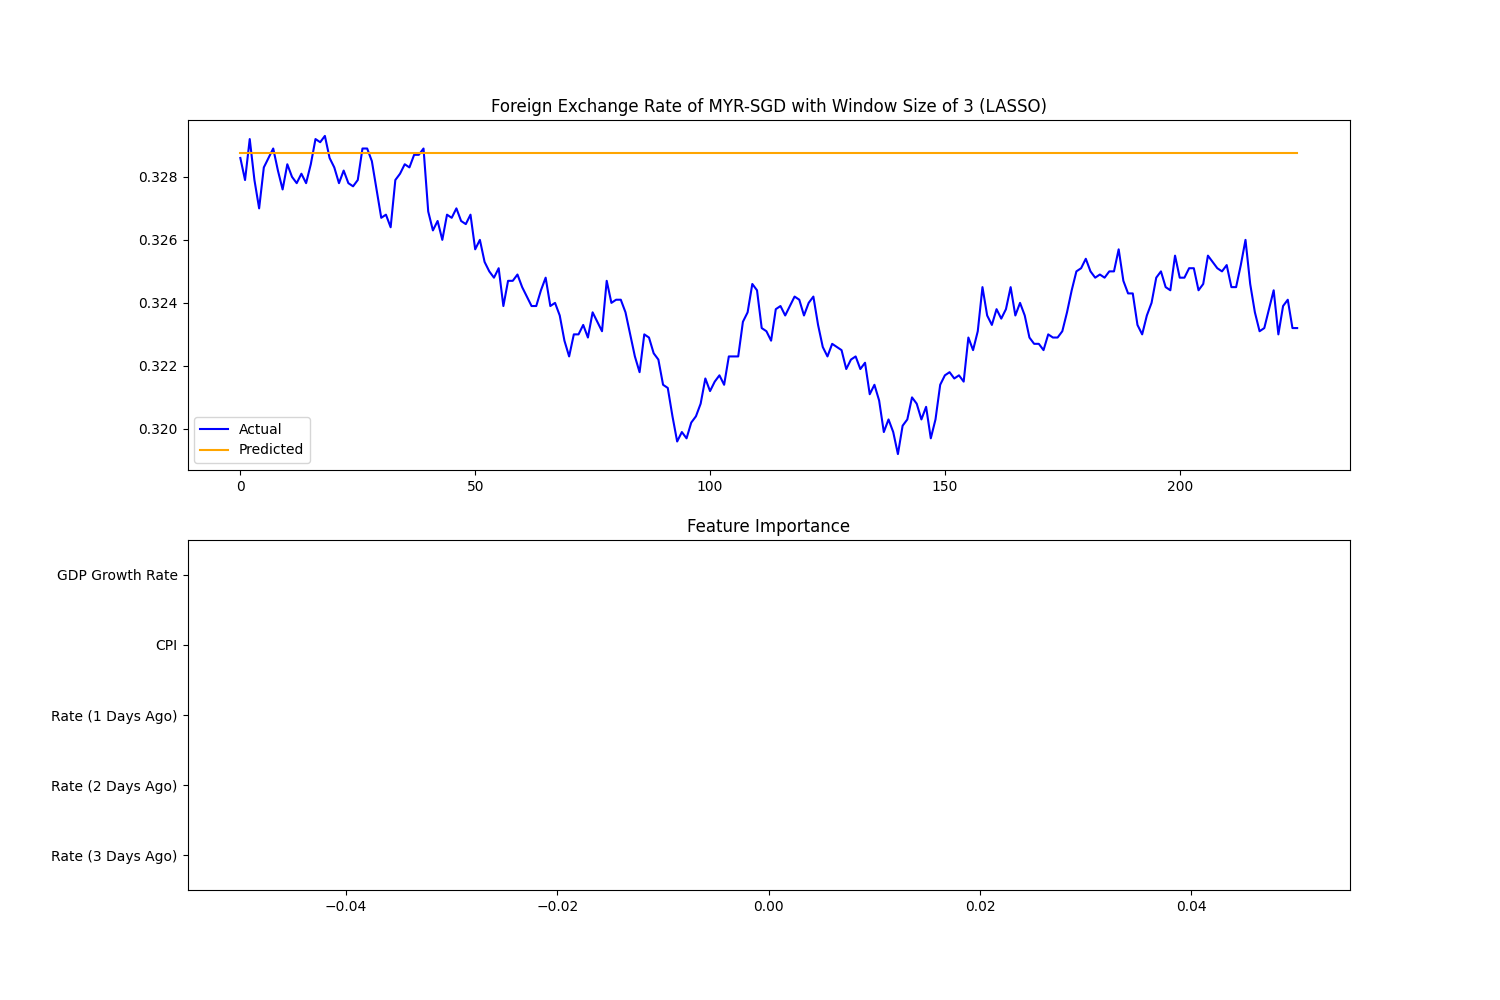 Foreign Exchange Rate of MYR-SGD with Window Size of 3 (LASSO)
0.328
0.326
0.324
0.322
0.320
Actual
Predicted
0 50 100 150 200
Feature Importance
GDP Growth Rate
CPI
Rate (1 Days Ago)
Rate (2 Days Ago)
Rate (3 Days Ago)
−0.04 −0.02 0.00 0.02 0.04